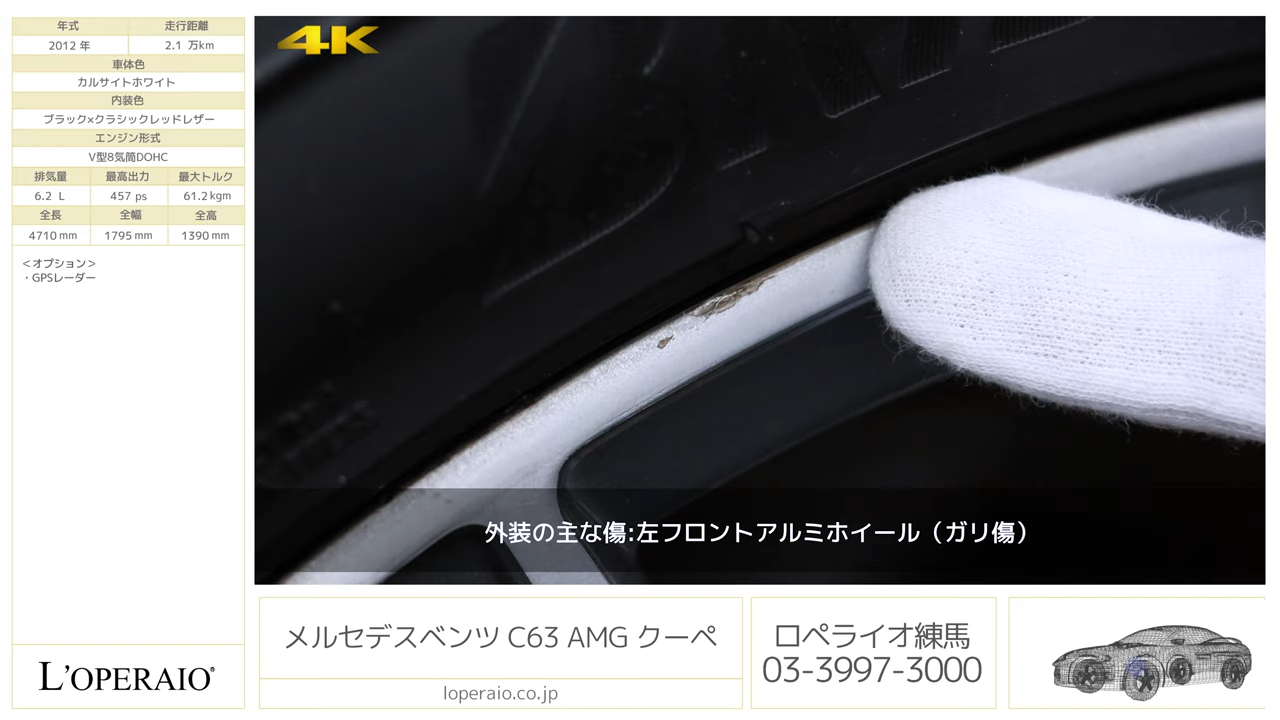 年式 走行距離
2012 年 2.1 万km
車体色
カルサイトホワイト
内装色
ブラック×クラシックレッドレザー
エンジン形式
V型8気筒DOHC
排気量 最高出力 最大トルク
6.2 L 457 ps 61.2 kgm
全長 全幅 全高
4710 mm 1795 mm 1390 mm
＜オプション＞
・GPSレーダー
L'OPERAIO®
4K
外装の主な傷:左フロントアルミホイール（ガリ傷）
メルセデスベンツ C63 AMG クーペ
loperaio.co.jp
ロペライオ練馬
03-3997-3000